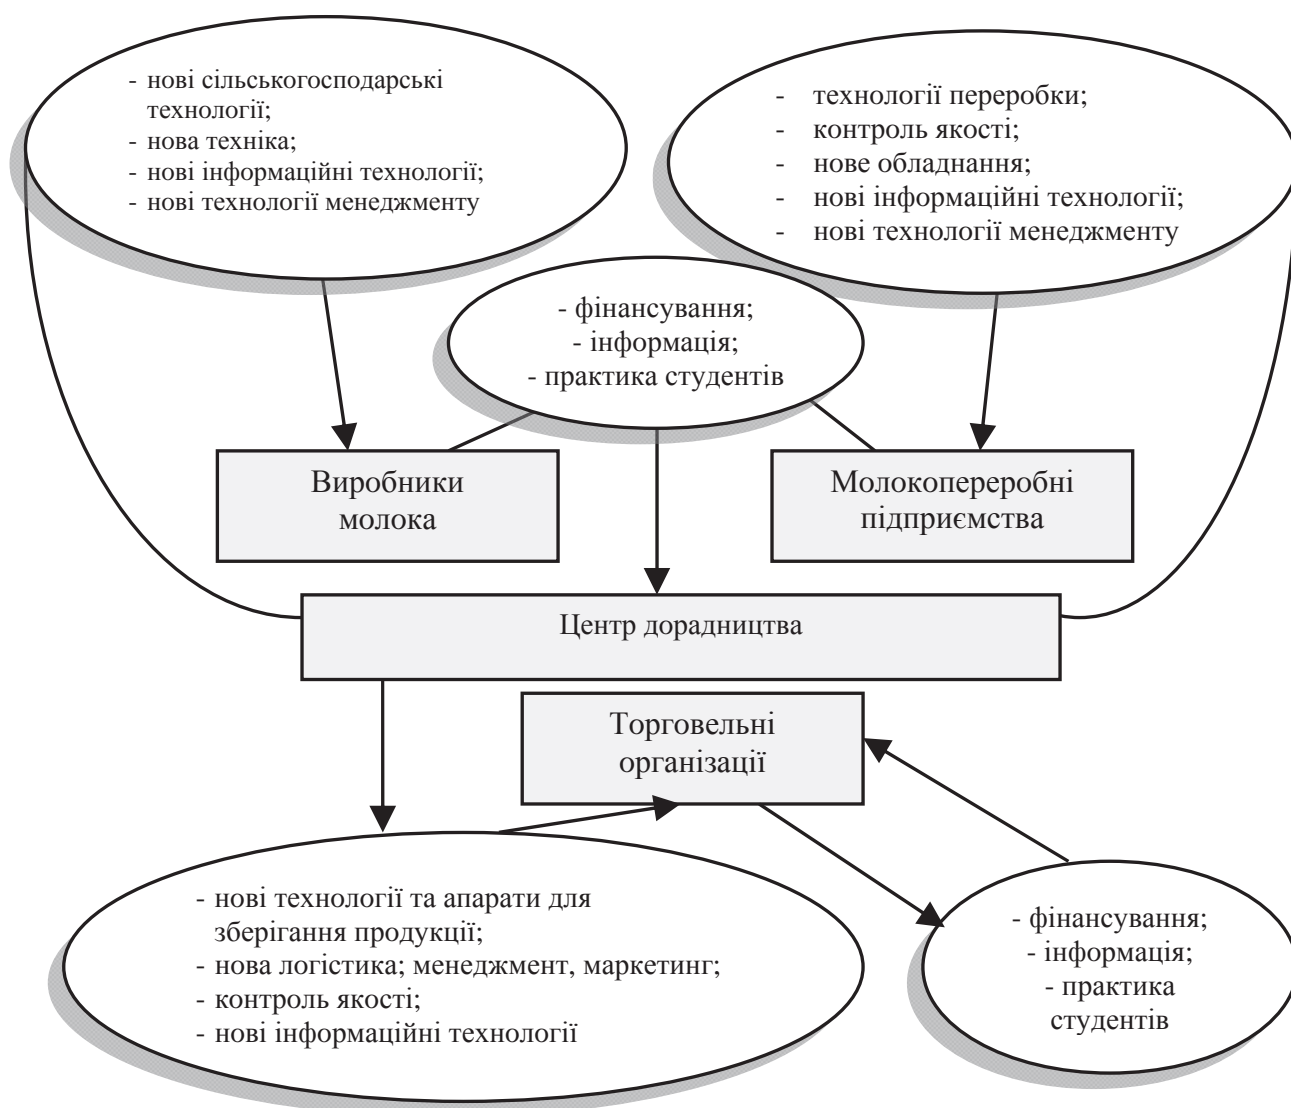 - нові сільськогосподарські
технології;
- нова техніка;
- нові інформаційні технології;
- нові технології менеджменту
- технології переробки;
- контроль якості;
- нове обладнання;
- нові інформаційні технології;
- нові технології менеджменту
- фінансування;
- інформація;
- практика студентів
Виробники
молока
Молокопереробні
підприємства
Центр дорадництва
Торговельні
організації
- нові технології та апарати для
зберігання продукції;
- нова логістика; менеджмент, маркетинг;
- контроль якості;
- нові інформаційні технології
- фінансування;
- інформація;
- практика
студентів